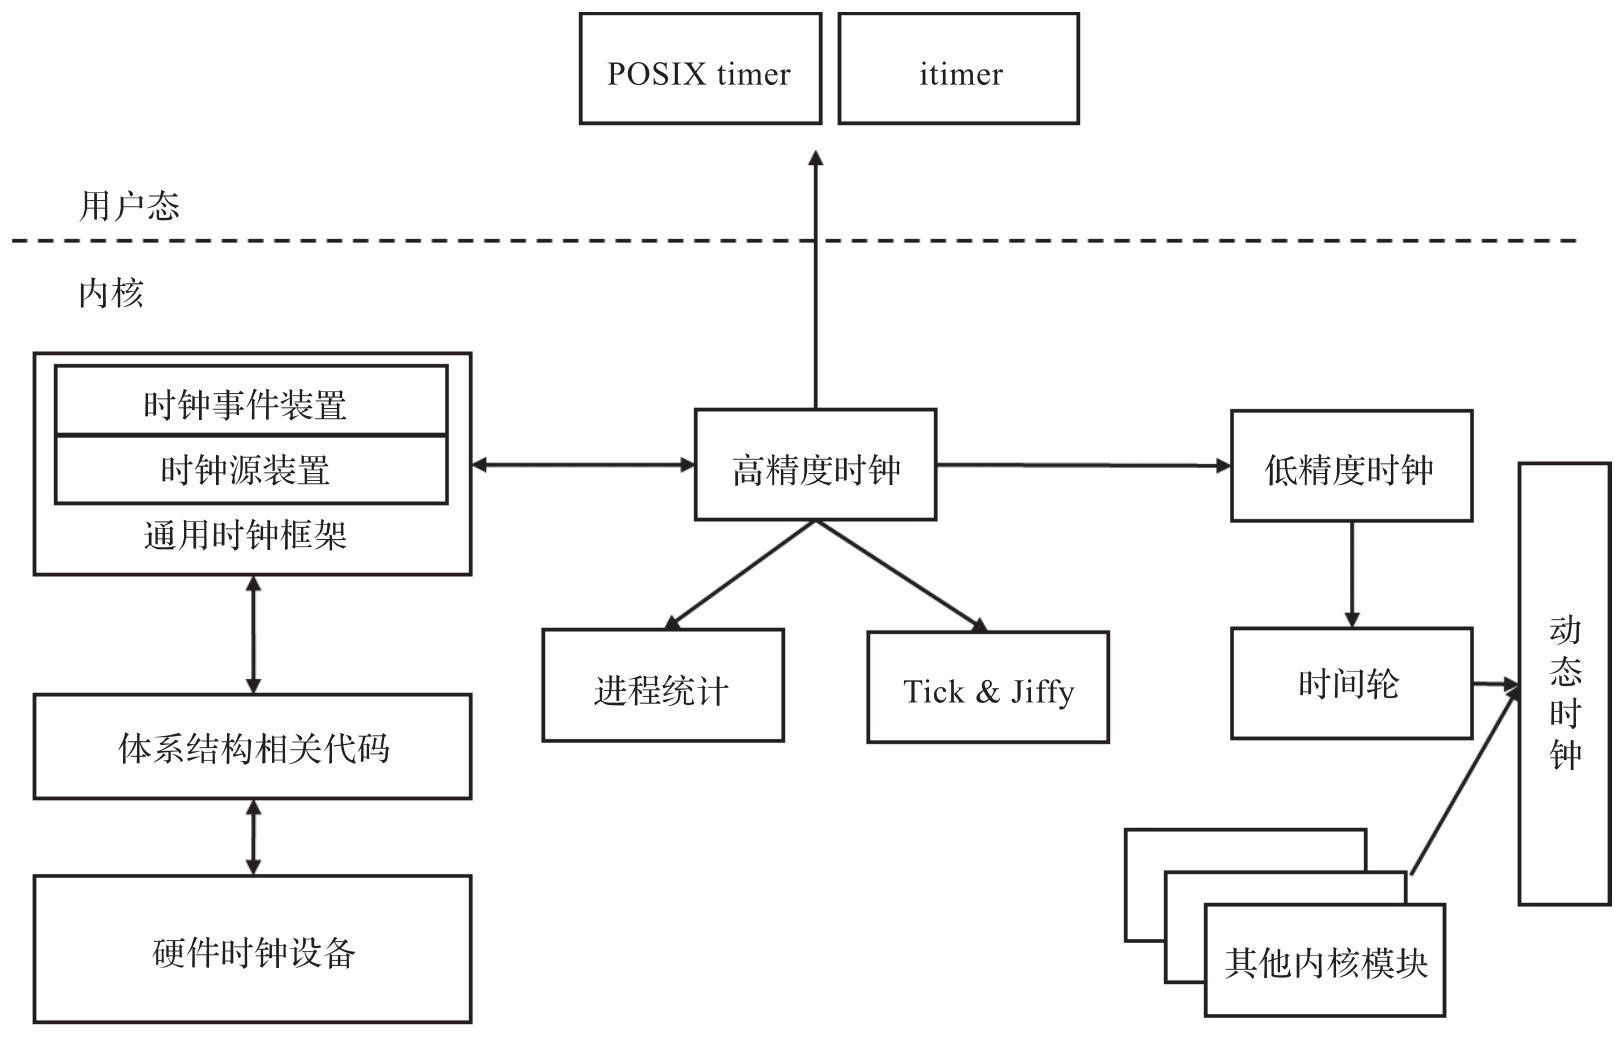 POSIX timer
itimer
用户态
内核
时钟事件装置
时钟源装置
通用时钟框架
高精度时钟
低精度时钟
进程统计
Tick & Jiffy
时间轮
动态时钟
体系结构相关代码
硬件时钟设备
其他内核模块